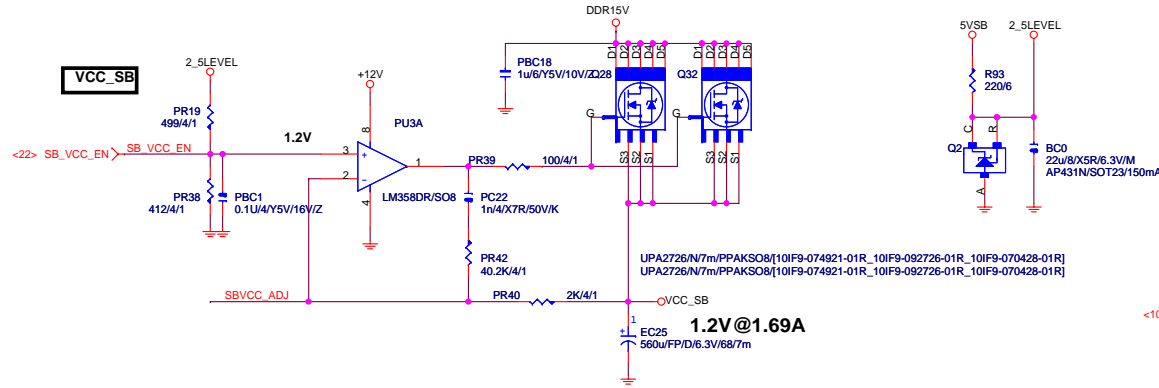 DDR15V
D1 D2 D3 D4 D5
D1 D2 D3 D4 D5
5VSB
2_5LEVEL
VCC_SB
2_5LEVEL
+12V
PBC18
1u/6/Y5V/10V/Z
Q28
Q32
R93
220/6
PR19
499/4/1
PU3A
1.2V
8
G
G
C
R
<22>
SB_VCC_EN
SB_VCC_EN
3
+
1
PR39
100/4/1
2
-
4
LM358DR/SO8
S3 S2 S1
S3 S2 S1
Q2
BC0
22u/8/X5R/6.3V/M
AP431N/SOT23/150mA
A
PR38
412/4/1
PBC1
0.1U/4/Y5V/16V/Z
PC22
1n/4/X7R/50V/K
PR42
40.2K/4/1
UPA2726/N/7m/PPAKSO8/[10IF9-074921-01R_10IF9-092726-01R_10IF9-070428-01R]
UPA2726/N/7m/PPAKSO8/[10IF9-074921-01R_10IF9-092726-01R_10IF9-070428-01R]
SBVCC_ADJ
PR40
2K/4/1
VCC_SB
1.2V@1.69A
1
+
EC25
560u/FP/D/6.3V/68/7m
<10